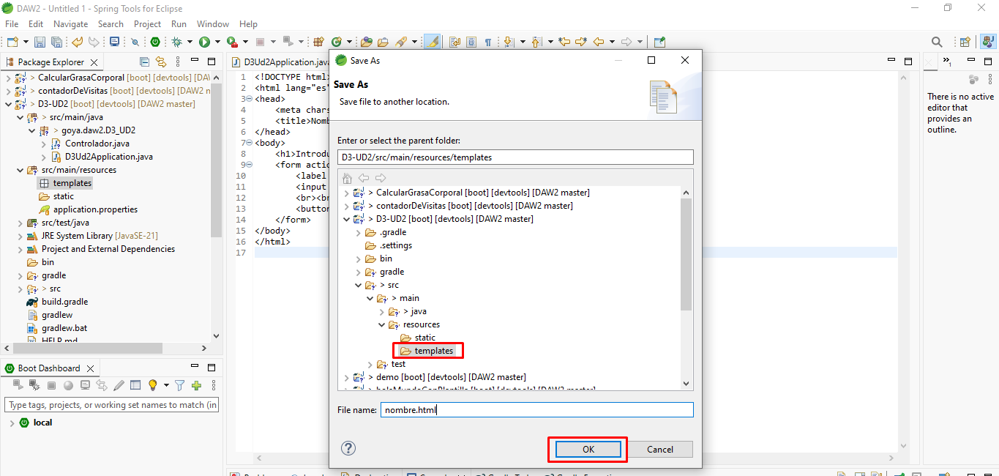 DAW2 - Untitled 1 - Spring Tools for Eclipse
File Edit Navigate Search Project Run Window Help
Package Explorer
> CalcularGrasaCorporal [boot] [devtools] [DAW
> contadorDeVisitas [boot] [devtools] [DAW2 n
> D3-UD2 [boot] [devtools] [DAW2 master]
> src/main/java
> goya.daw2.D3_UD2
Controlador.java
D3Ud2Application.java
src/main/resources
templates
static
application.properties
src/test/java
JRE System Library [JavaSE-21]
Project and External Dependencies
bin
gradle
> src
build.gradle
gradlew
gradlew.bat
HELP.md
Boot Dashboard
Type tags, projects, or working set names to match (in
local
D3Ud2Application.java
1 <!DOCTYPE html>
2 <html lang="es"
3 <head>
4 <meta chars
5 <title>Nomb
6 </head>
7 <body>
8 <h1>Introdu
9 <form actio
10 <label
11 <input
12 <br><br
13 <button
14 </form>
15 </body>
16 </html>
17
Save As
Save As
Save file to another location.
Enter or select the parent folder:
D3-UD2/src/main/resources/templates
> CalcularGrasaCorporal [boot] [devtools] [DAW2 master]
> contadorDeVisitas [boot] [devtools] [DAW2 master]
> D3-UD2 [boot] [devtools] [DAW2 master]
.gradle
.settings
bin
gradle
> src
> main
> java
resources
static
templates
test
> demo [boot] [devtools] [DAW2 master]
> holaMundoConPlantilla [boot] [devtools] [DAW2 master]
File name: nombre.html
OK Cancel
There is no active
editor that
provides an
outline.